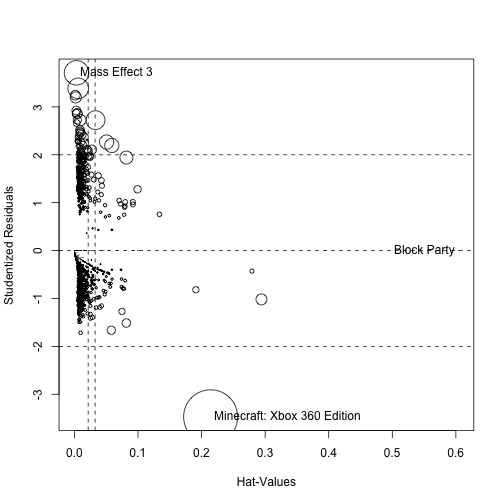 Mass Effect 3
Block Party
Minecraft: Xbox 360 Edition
Studentized Residuals
3
2
1
0
-1
-2
-3
0.0 0.1 0.2 0.3 0.4 0.5 0.6
Hat-Values